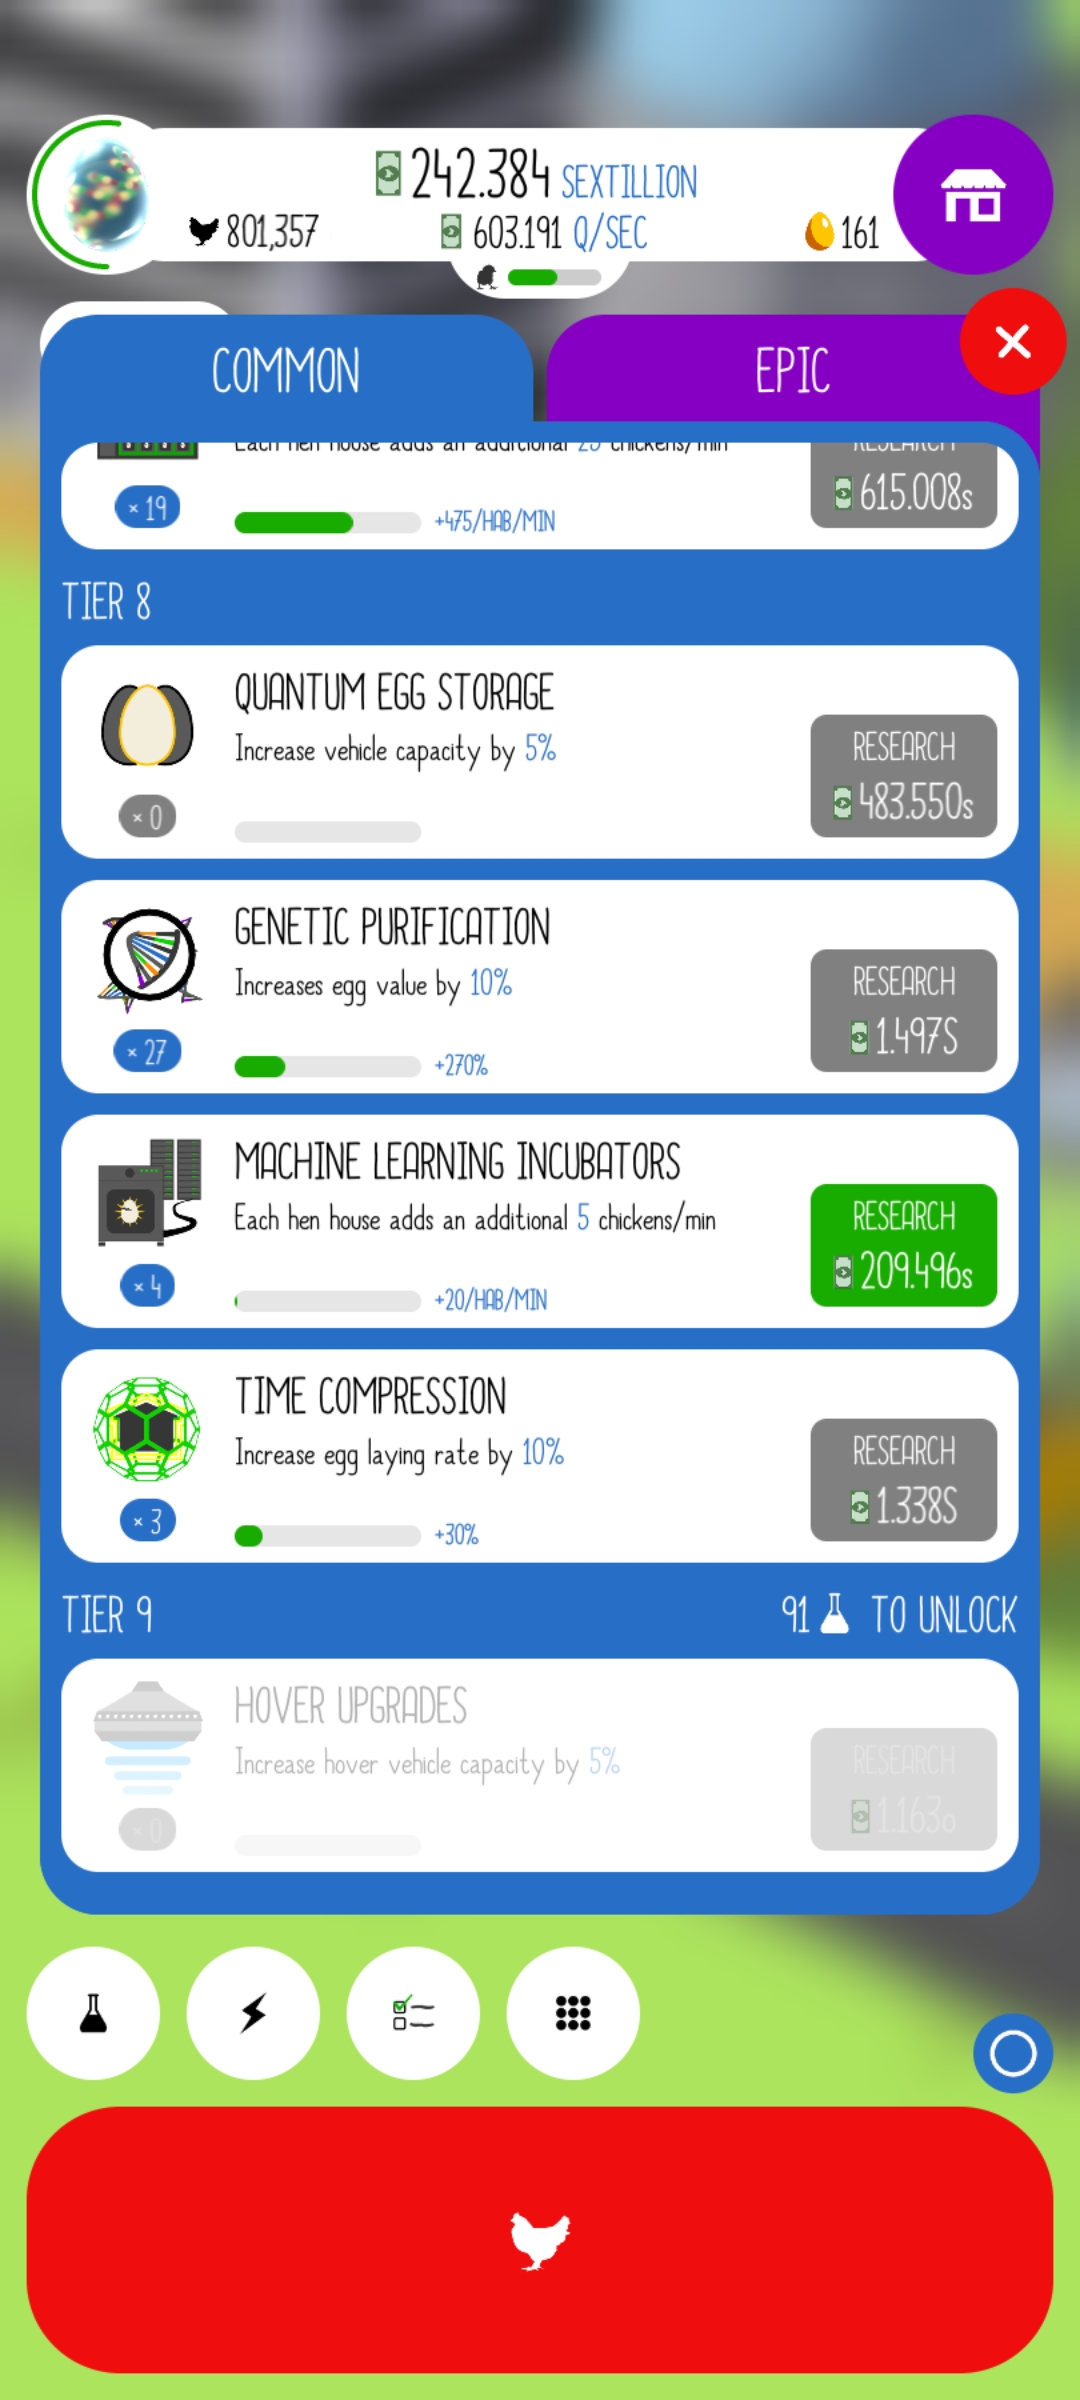 242.384 SEXTILLION
801,357
603.191 Q/SEC
161
COMMON
EPIC
Each hen house adds an additional 25 chickens/min
RESEARCH
615.008s
× 19
+475/HAB/MIN
TIER 8
QUANTUM EGG STORAGE
Increase vehicle capacity by 5%
RESEARCH
483.550s
× 0
GENETIC PURIFICATION
Increases egg value by 10%
RESEARCH
1.497S
× 27
+270%
MACHINE LEARNING INCUBATORS
Each hen house adds an additional 5 chickens/min
RESEARCH
209.496s
× 4
+20/HAB/MIN
TIME COMPRESSION
Increase egg laying rate by 10%
RESEARCH
1.338S
× 3
+30%
TIER 9
91 TO UNLOCK
HOVER UPGRADES
Increase hover vehicle capacity by 5%
RESEARCH
1.163o
× 0